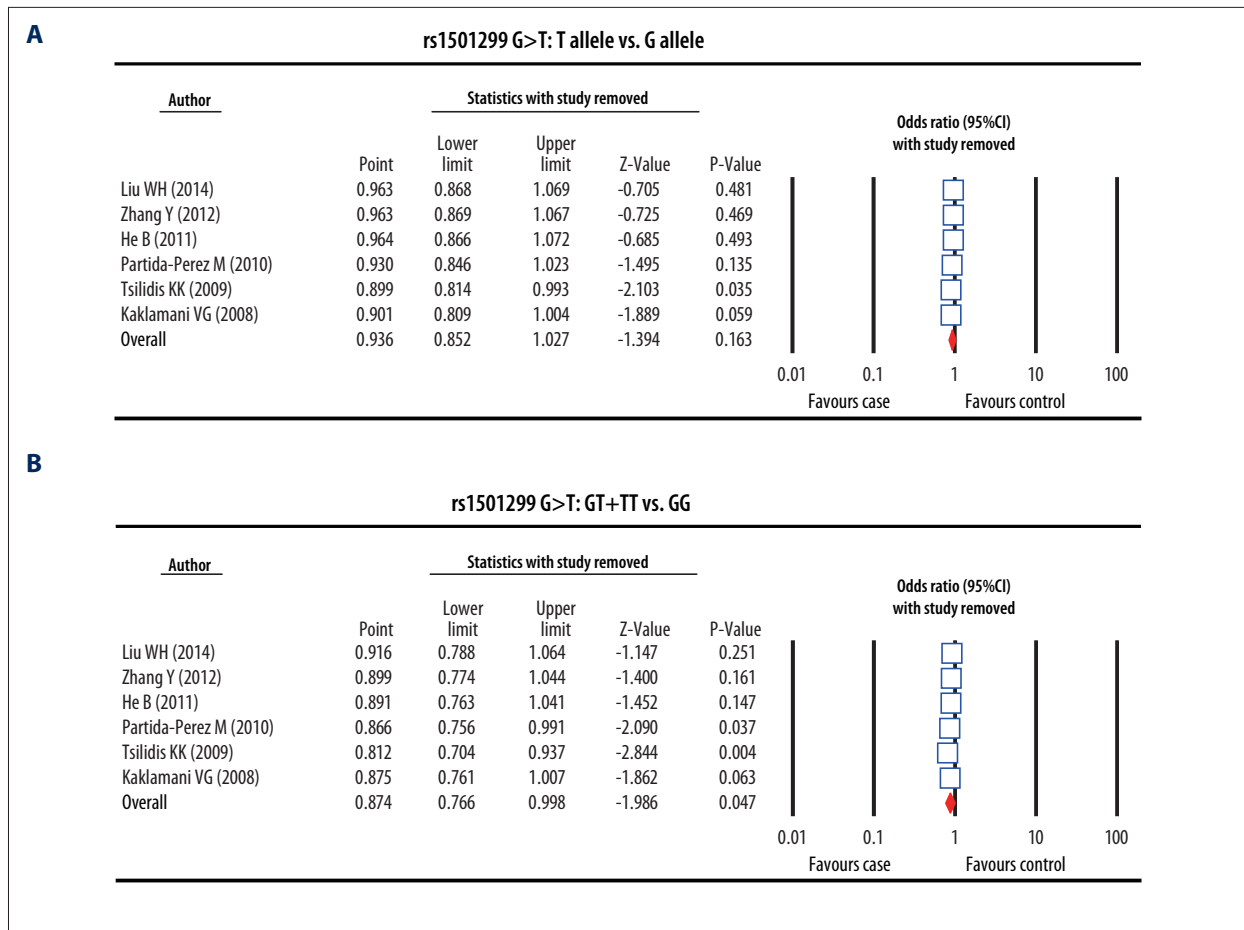 A
rs1501299 G>T: T allele vs. G allele
Author Statistics with study removed
Odds ratio (95%CI)
with study removed
Lower Upper
Point limit limit Z-Value P-Value
Liu WH (2014) 0.963 0.868 1.069 -0.705 0.481
Zhang Y (2012) 0.963 0.869 1.067 -0.725 0.469
He B (2011) 0.964 0.866 1.072 -0.685 0.493
Partida-Perez M (2010) 0.930 0.846 1.023 -1.495 0.135
Tsilidis KK (2009) 0.899 0.814 0.993 -2.103 0.035
Kaklamani VG (2008) 0.901 0.809 1.004 -1.889 0.059
Overall 0.936 0.852 1.027 -1.394 0.163
0.01 0.1 1 10 100
Favours case Favours control
B
rs1501299 G>T: GT+TT vs. GG
Author Statistics with study removed
Odds ratio (95%CI)
with study removed
Lower Upper
Point limit limit Z-Value P-Value
Liu WH (2014) 0.916 0.788 1.064 -1.147 0.251
Zhang Y (2012) 0.899 0.774 1.044 -1.400 0.161
He B (2011) 0.891 0.763 1.041 -1.452 0.147
Partida-Perez M (2010) 0.866 0.756 0.991 -2.090 0.037
Tsilidis KK (2009) 0.812 0.704 0.937 -2.844 0.004
Kaklamani VG (2008) 0.875 0.761 1.007 -1.862 0.063
Overall 0.874 0.766 0.998 -1.986 0.047
0.01 0.1 1 10 100
Favours case Favours control